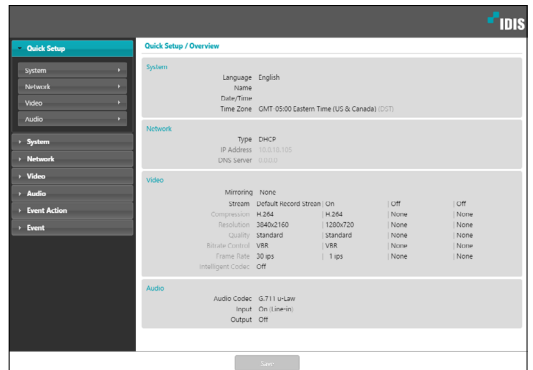 IDIS
Quick Setup
System
Network
Video
Audio
System
Network
Video
Audio
Event Action
Event
Quick Setup / Overview
System
Language English
Name
Date/Time
Time Zone GMT-05:00 Eastern Time (US & Canada) (DST)
Network
Type DHCP
IP Address
DNS Server 0.0.0.0
Video
Mirroring None
Stream Default Record Stream | On | Off | Off
Compression H.264 | H.264 | None | None
Resolution 3840x2160 | 1280x720 | None | None
Quality Standard | Standard | None | None
Bitrate Control VBR | VBR | None | None
Frame Rate 30 ips | 1 ips | None | None
Intelligent Codec Off
Audio
Audio Codec G.711 u-Law
Input On (Line-in)
Output Off